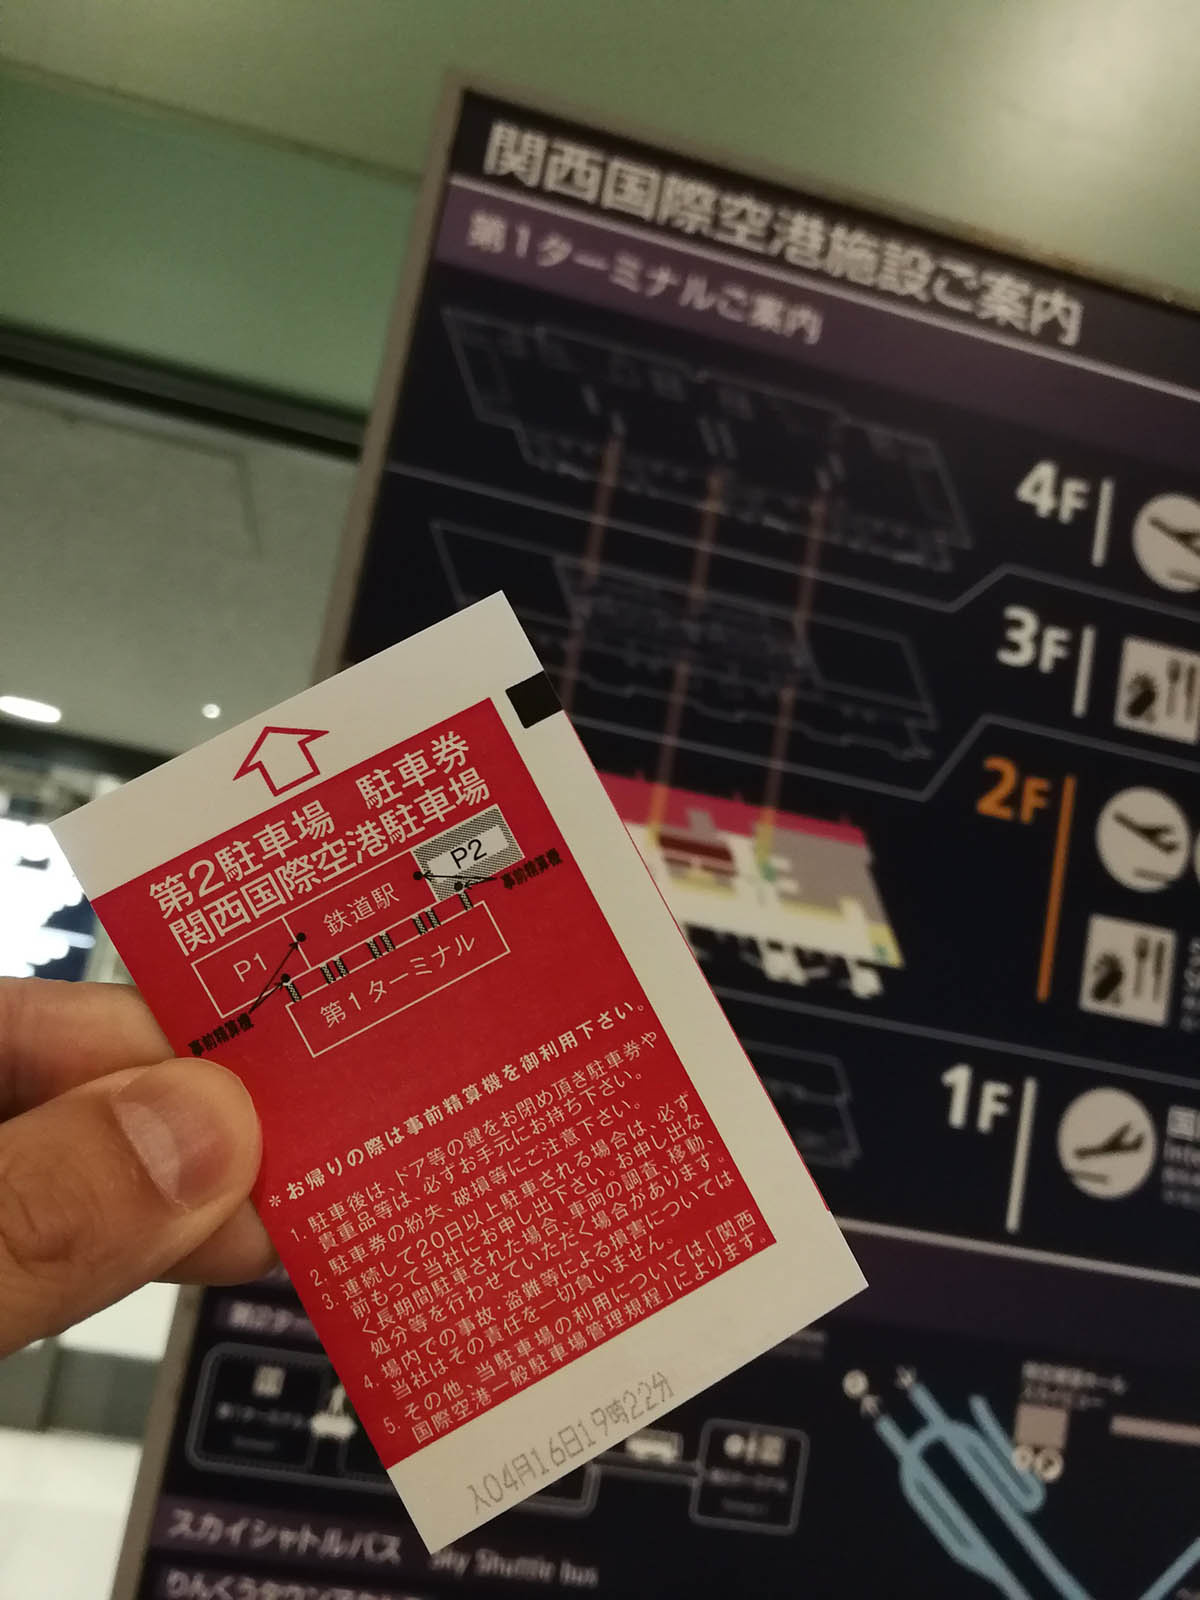 関西国際空港施設ご案内
第1ターミナルご案内
4F
3F
2F
1F
国
第2駐車場 駐車券
関西国際空港駐車場
P2
事前精算機
鉄道駅
P1
第1ターミナル
事前精算機
*お帰りの際は事前精算機を御利用下さい。
1. 駐車後は、ドア等の鍵をお閉め頂き駐車券や
貴重品等は、必ずお手元にお持ち下さい。
2. 駐車券の紛失、破損等にご注意下さい。
3. 連続して20日以上駐車される場合は、必ず
前もって当社にお申し出下さい。お申し出な
く長期間駐車された場合、車両の調査、移動、
処分等を行わせていただく場合があります。
4. 場内での事故・盗難等による損害については
当社はその責任を一切負いません。
5. その他、当駐車場の利用については「関西
国際空港一般駐車場管理規程」によります。
入04月16日19時22分
スカイシャトルバス Sky Shuttle bus